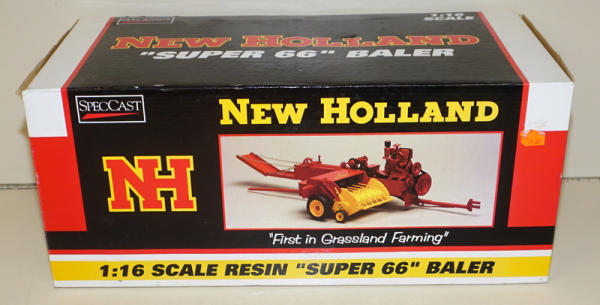 SPECCAST
1:16
SCALE
NEW HOLLAND
"SUPER 66" BALER
SPECCAST
NEW HOLLAND
NH
"First in Grassland Farming"
1:16 SCALE RESIN "SUPER 66" BALER